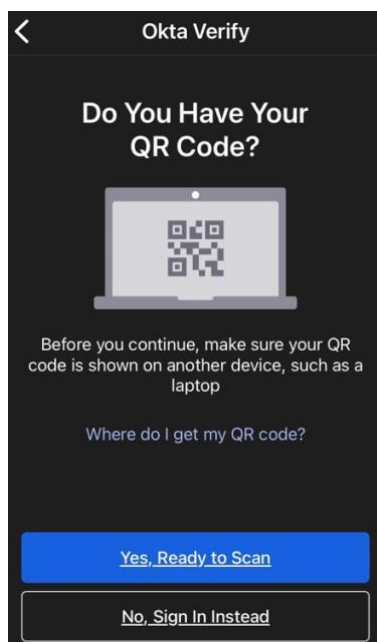 Okta Verify
Do You Have Your
QR Code?
Before you continue, make sure your QR
code is shown on another device, such as a
laptop
Where do I get my QR code?
Yes, Ready to Scan
No, Sign In Instead